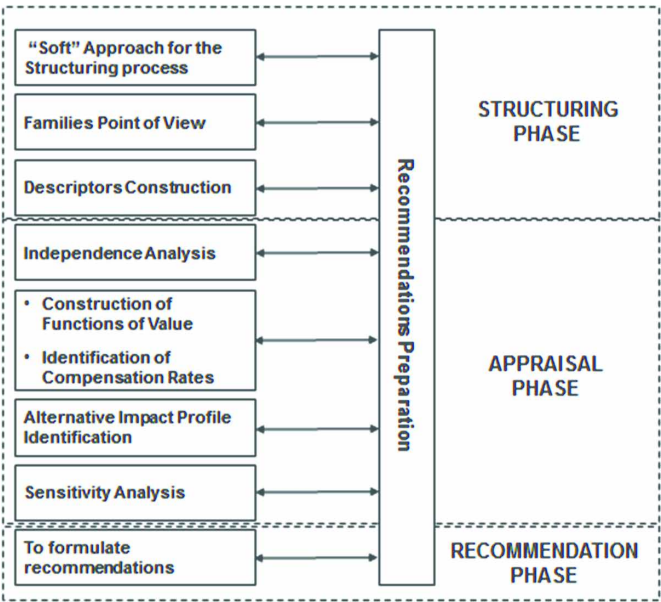 “Soft” Approach for the
Structuring process
Families Point of View
Descriptors Construction
Independence Analysis
• Construction of
Functions of Value
• Identification of
Compensation Rates
Alternative Impact Profile
Identification
Sensitivity Analysis
To formulate
recommendations
Recommendations Preparation
STRUCTURING
PHASE
APPRAISAL
PHASE
RECOMMENDATION
PHASE